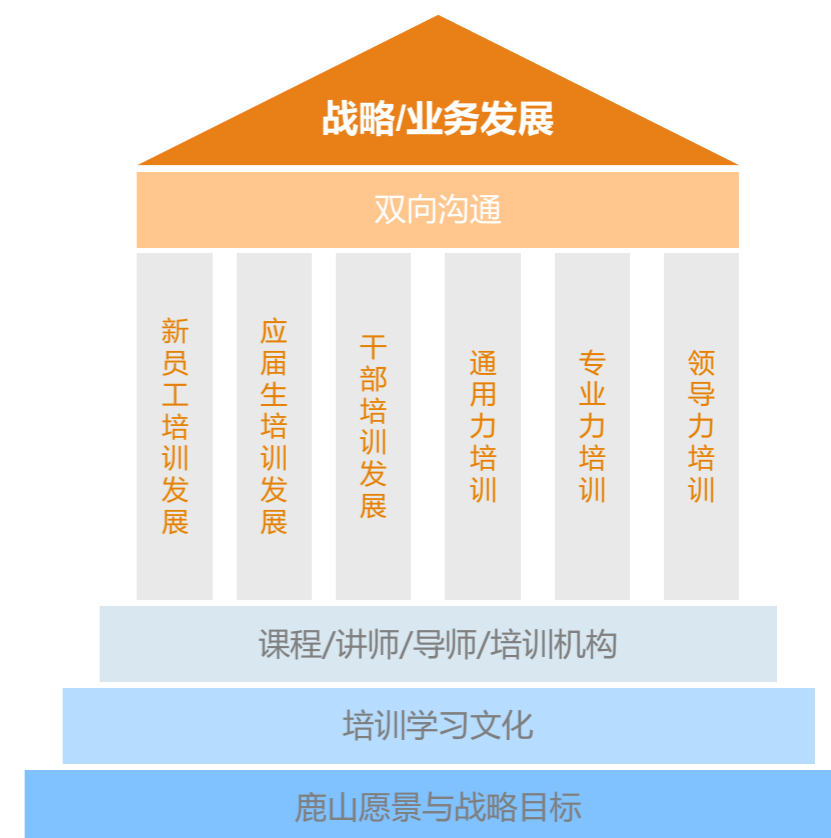 战略/业务发展
双向沟通
新员工培训发展
应届生培训发展
干部培训发展
通用力培训
专业力培训
领导力培训
课程/讲师/导师/培训机构
培训学习文化
鹿山愿景与战略目标